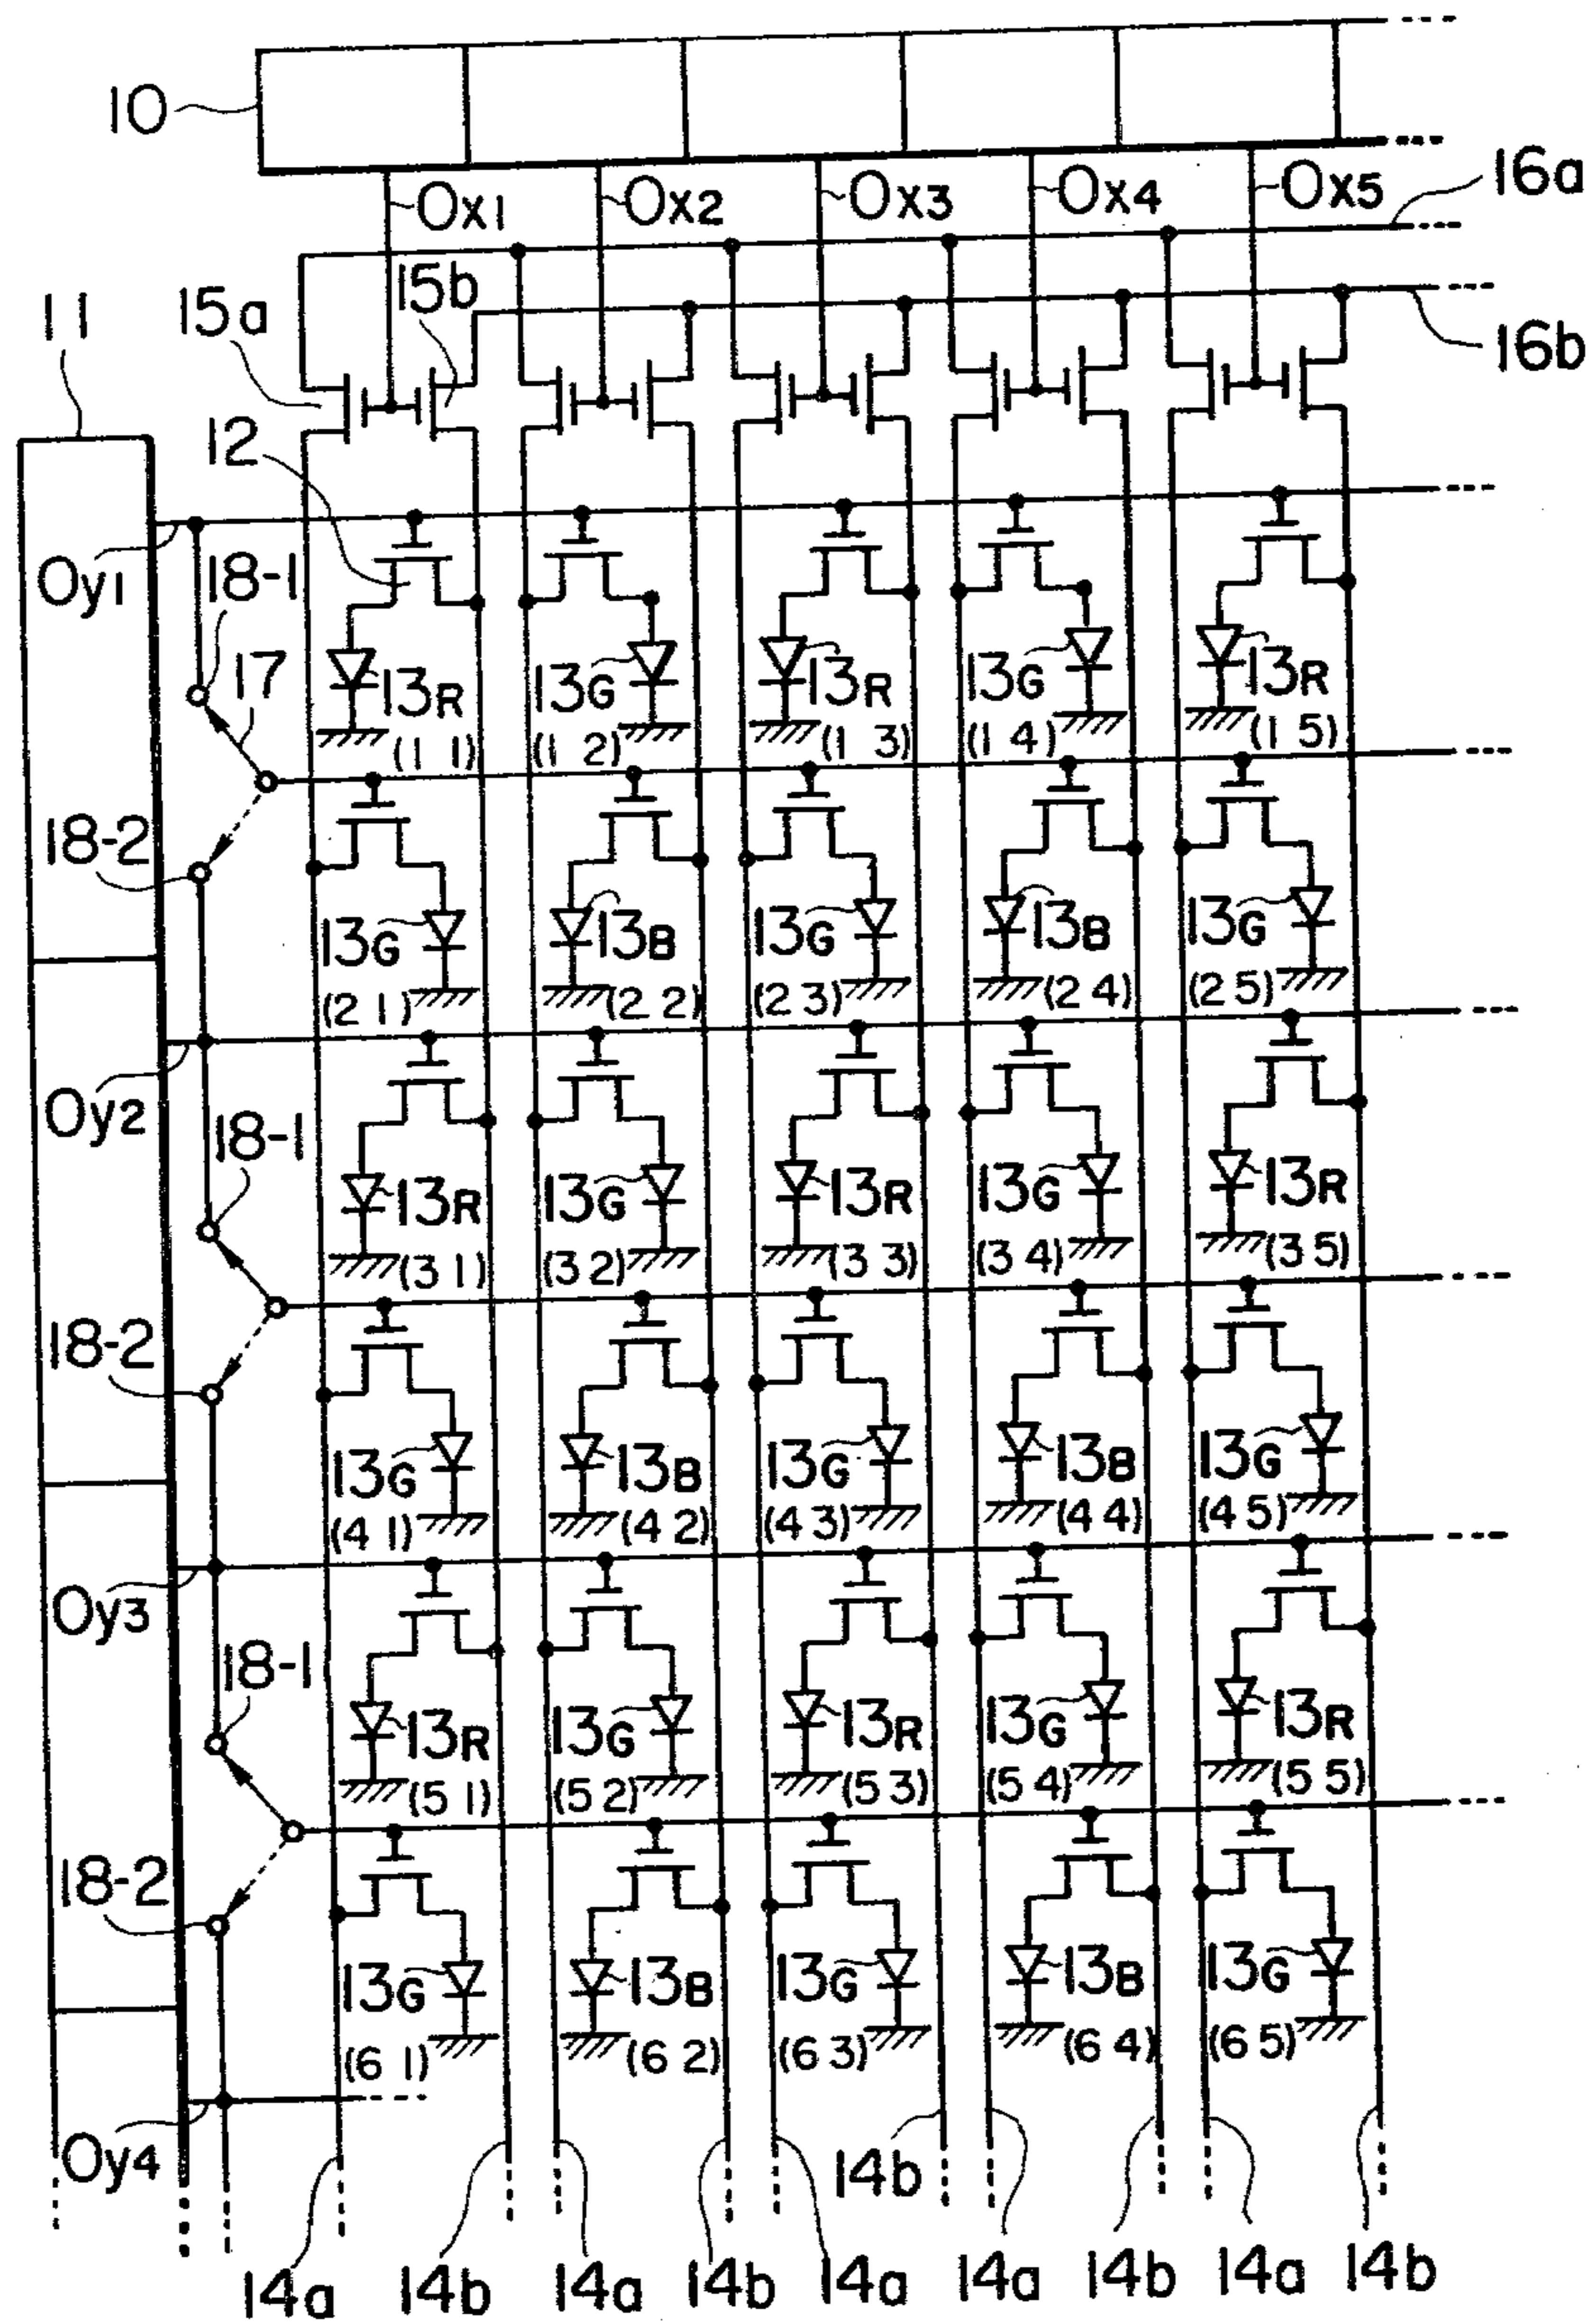 10
Ox1 Ox2 Ox3 Ox4 Ox5 16a
11 15a 15b 16b
12
Oy1 18-1
17 13R 13G 13R 13G 13R
(1 1) (1 2) (1 3) (1 4) (1 5)
18-2
13G 13B 13G 13B 13G
(2 1) (2 2) (2 3) (2 4) (2 5)
Oy2 18-1
13R 13G 13R 13G 13R
(3 1) (3 2) (3 3) (3 4) (3 5)
18-2
13G 13B 13G 13B 13G
(4 1) (4 2) (4 3) (4 4) (4 5)
Oy3 18-1
13R 13G 13R 13G 13R
(5 1) (5 2) (5 3) (5 4) (5 5)
18-2
13G 13B 13G 13B 13G
(6 1) (6 2) (6 3) (6 4) (6 5)
Oy4 14b
14a 14b 14a 14b 14a 14a 14b 14a 14b